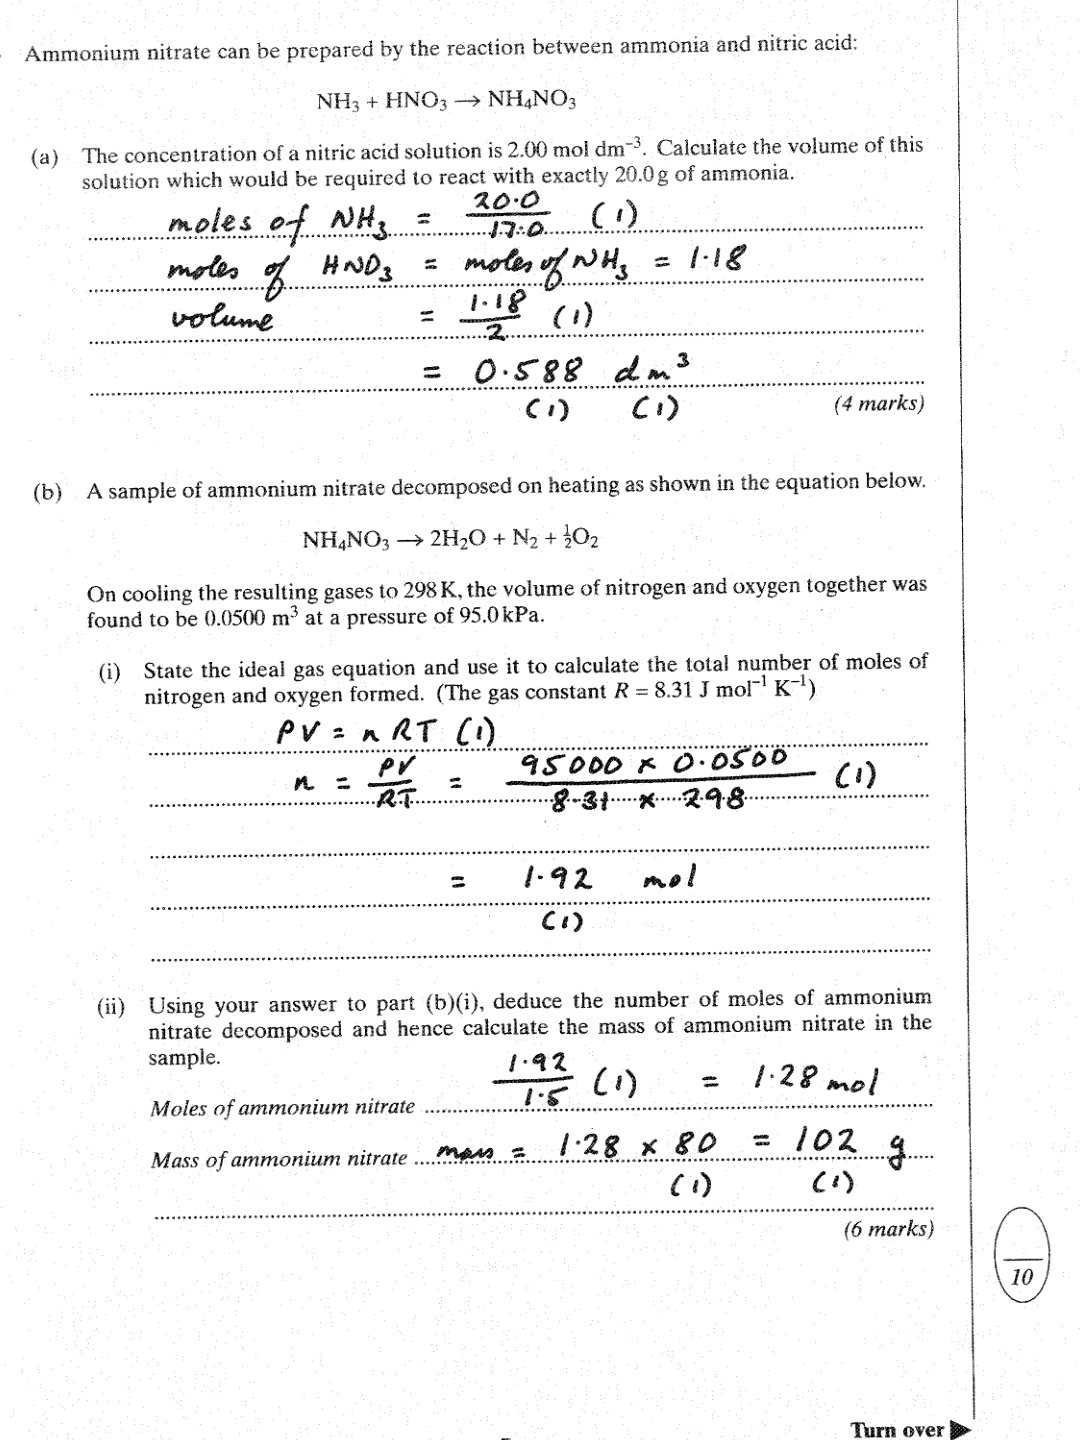 Ammonium nitrate can be prepared by the reaction between ammonia and nitric acid:
NH₃ + HNO₃ → NH₄NO₃
(a) The concentration of a nitric acid solution is 2.00 mol dm⁻³. Calculate the volume of this
solution which would be required to react with exactly 20.0 g of ammonia.
moles of NH₃ = 20.0/17.0 (1)
moles of HNO₃ = moles of NH₃ = 1.18
volume = 1.18/2 (1)
= 0.588 dm³
(1) (1) (4 marks)
(b) A sample of ammonium nitrate decomposed on heating as shown in the equation below.
NH₄NO₃ → 2H₂O + N₂ + ½O₂
On cooling the resulting gases to 298 K, the volume of nitrogen and oxygen together was
found to be 0.0500 m³ at a pressure of 95.0 kPa.
(i) State the ideal gas equation and use it to calculate the total number of moles of
nitrogen and oxygen formed. (The gas constant R = 8.31 J mol⁻¹ K⁻¹)
PV = nRT (1)
n = PV/RT = 95000 × 0.0500/8.31 × 298 (1)
= 1.92 mol
(1)
(ii) Using your answer to part (b)(i), deduce the number of moles of ammonium
nitrate decomposed and hence calculate the mass of ammonium nitrate in the
sample.
Moles of ammonium nitrate 1.92/1.5 (1) = 1.28 mol
Mass of ammonium nitrate mass = 1.28 × 80 = 102 g
(1) (1)
(6 marks)
10
Turn over